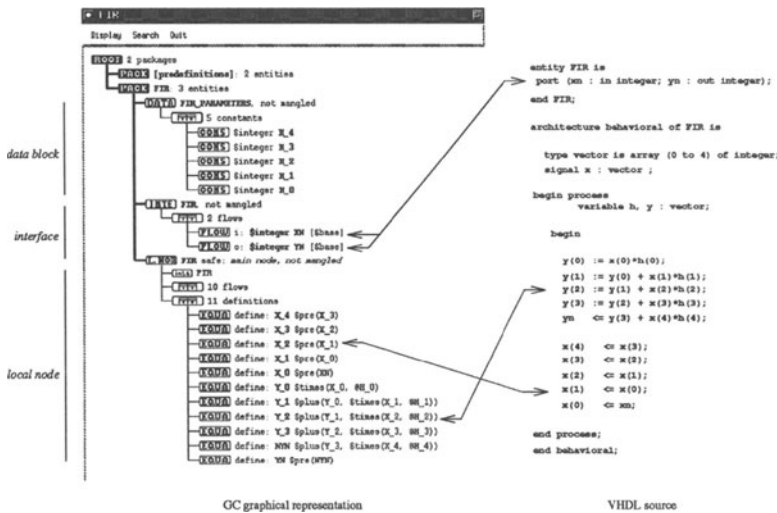 FIR
Display Search Quit
ROOT 2 packages
PACK [predefinitions]: 2 entities
PACK FIR: 3 entities
DATA FIR_PARAMETERS, not mangled
5 constants
CONS $integer H_4
CONS $integer H_3
CONS $integer H_2
CONS $integer H_1
CONS $integer H_0
FIR, not mangled
2 flows
FLOW i: $integer XN [$base]
FLOW o: $integer YN [$base]
FIR safe: main node, not mangled
FIR
10 flows
11 definitions
EQUA define: X_4 $pre(X_3)
EQUA define: X_3 $pre(X_2)
EQUA define: X_2 $pre(X_1)
EQUA define: X_1 $pre(X_0)
EQUA define: X_0 $pre(XN)
EQUA define: Y_0 $times(X_0, @H_0)
EQUA define: Y_1 $plus(Y_0, $times(X_1, @H_1))
EQUA define: Y_2 $plus(Y_1, $times(X_2, @H_2))
EQUA define: Y_3 $plus(Y_2, $times(X_3, @H_3))
EQUA define: NYN $plus(Y_3, $times(X_4, @H_4))
EQUA define: YN $pre(NYN)
data block
interface
local node
GC graphical representation
entity FIR is
port (xn : in integer; yn : out integer);
end FIR;
architecture behavioral of FIR is
type vector is array (0 to 4) of integer;
signal x : vector ;
begin process
variable h, y : vector;
begin
y(0) := x(0)*h(0);
y(1) := y(0) + x(1)*h(1);
y(2) := y(1) + x(2)*h(2);
y(3) := y(2) + x(3)*h(3);
yn <= y(3) + x(4)*h(4);
x(4) <= x(3);
x(3) <= x(2);
x(2) <= x(1);
x(1) <= x(0);
x(0) <= xn;
end process;
end behavioral;
VHDL source